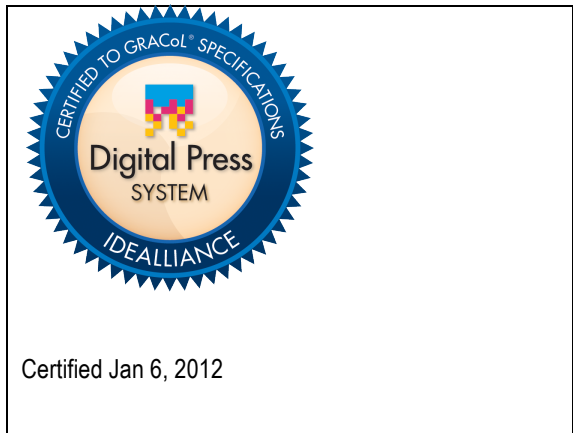 CERTIFIED TO GRACoL® SPECIFICATIONS
Digital Press
SYSTEM
IDEALLIANCE
Certified Jan 6, 2012